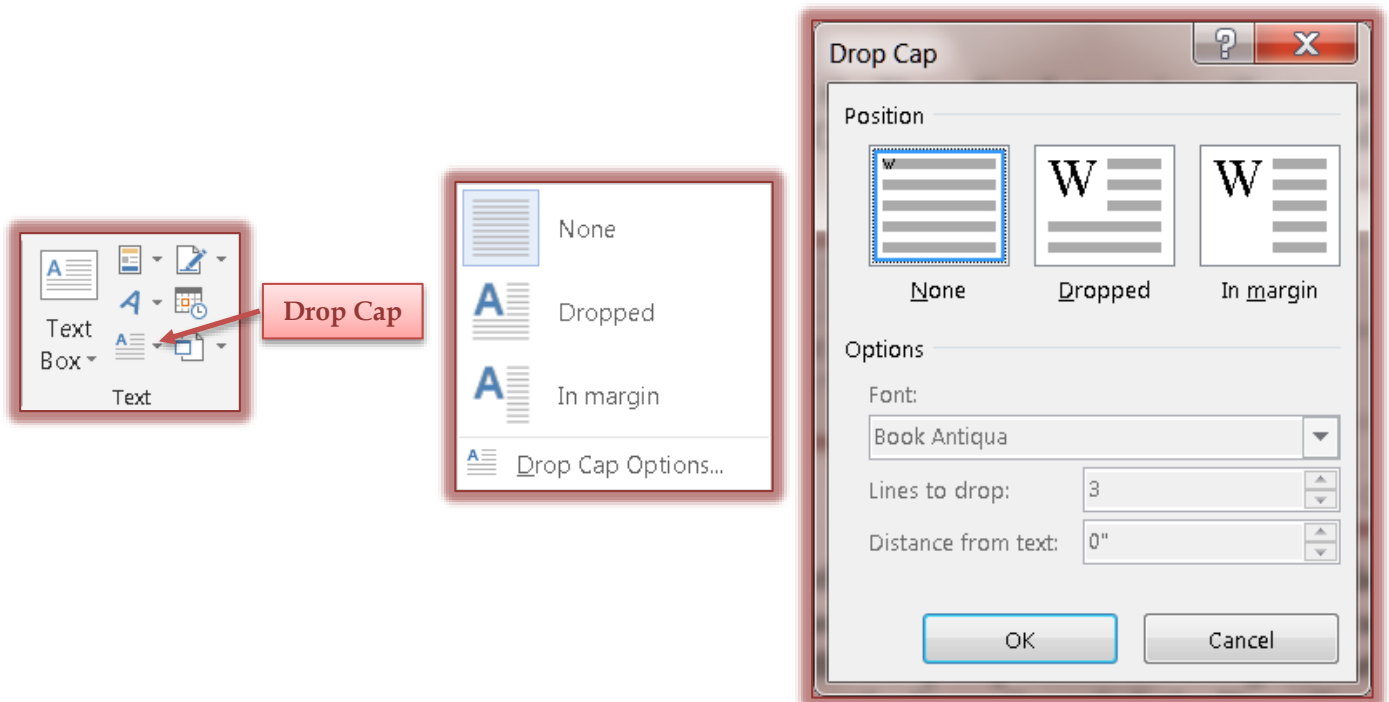 Text
Box
Text
Drop Cap
None
Dropped
In margin
Drop Cap Options...
Drop Cap
Position
W
W
W
None
Dropped
In margin
Options
Font:
Book Antiqua
Lines to drop:
3
Distance from text:
0"
OK
Cancel